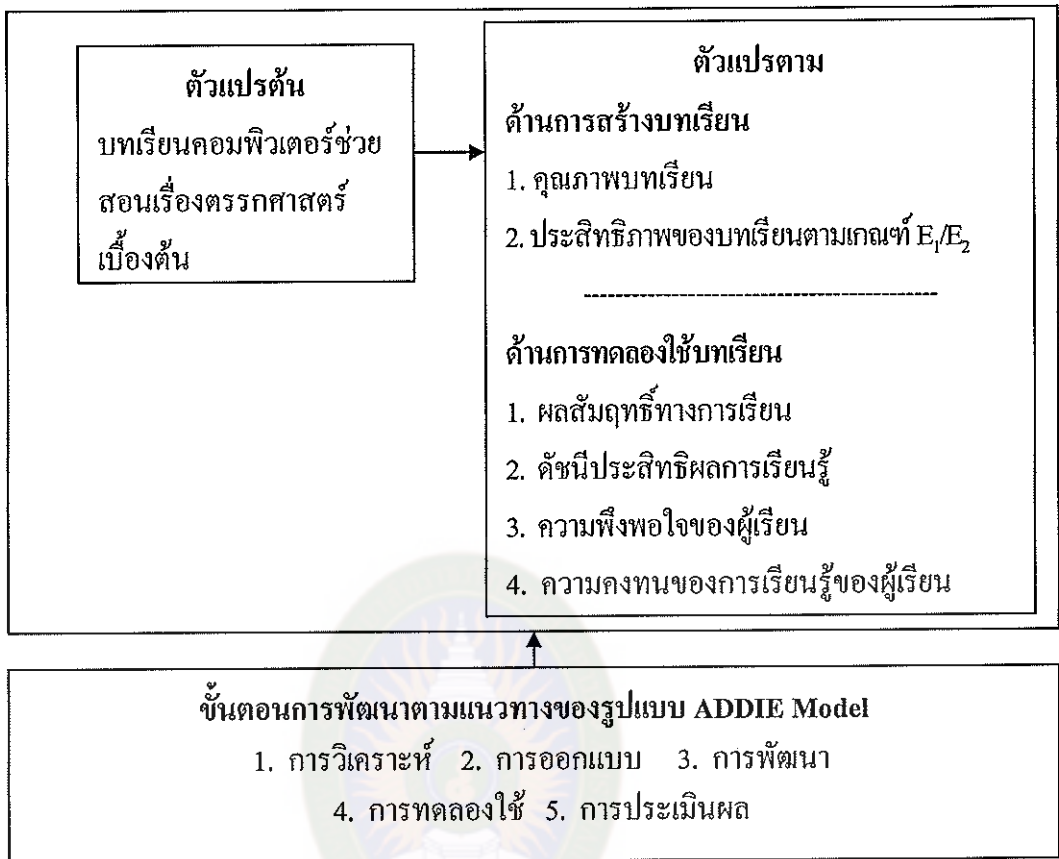 ตัวแปรต้น
บทเรียนคอมพิวเตอร์ช่วย
สอนเรื่องตรรกศาสตร์
เบื้องต้น
ตัวแปรตาม
ด้านการสร้างบทเรียน
1. คุณภาพบทเรียน
2. ประสิทธิภาพของบทเรียนตามเกณฑ์ E₁/E₂
ด้านการทดลองใช้บทเรียน
1. ผลสัมฤทธิ์ทางการเรียน
2. ดัชนีประสิทธิผลการเรียนรู้
3. ความพึงพอใจของผู้เรียน
4. ความคงทนของการเรียนรู้ของผู้เรียน
ขั้นตอนการพัฒนาตามแนวทางของรูปแบบ ADDIE Model
1. การวิเคราะห์ 2. การออกแบบ 3. การพัฒนา
4. การทดลองใช้ 5. การประเมินผล